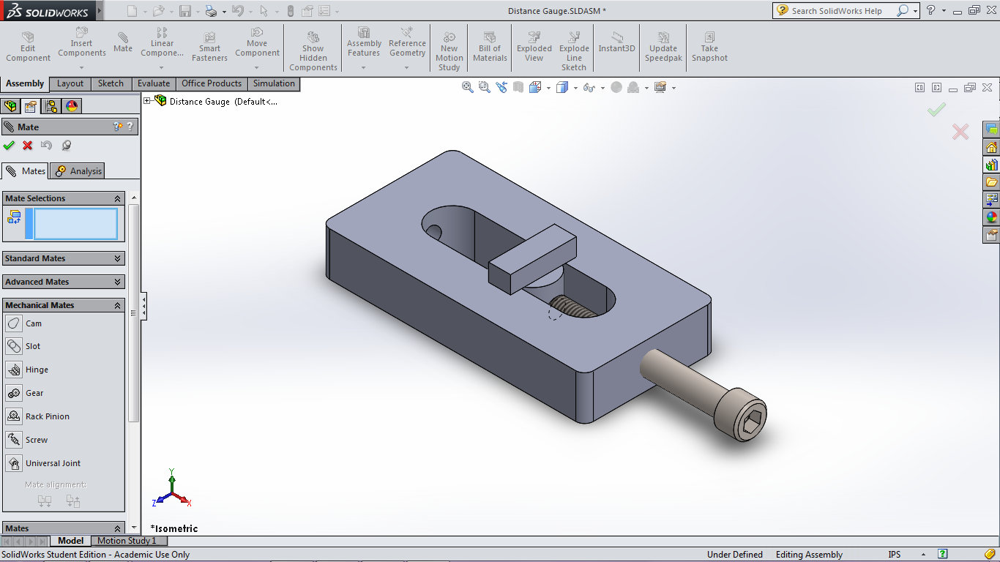 SOLIDWORKS
Distance Gauge.SLDASM *
Search SolidWorks Help
Edit Component
Insert Components
Mate
Linear Compone...
Smart Fasteners
Move Component
Show Hidden Components
Assembly Features
Reference Geometry
New Motion Study
Bill of Materials
Exploded View
Explode Line Sketch
Instant3D
Update Speedpak
Take Snapshot
Assembly
Layout
Sketch
Evaluate
Office Products
Simulation
Distance Gauge (Default<...
Mate
Mates
Analysis
Mate Selections
Standard Mates
Advanced Mates
Mechanical Mates
Cam
Slot
Hinge
Gear
Rack Pinion
Screw
Universal Joint
Mate alignment:
Mates
Y
Z
X
*Isometric
Model
Motion Study 1
SolidWorks Student Edition - Academic Use Only
Under Defined
Editing Assembly
IPS